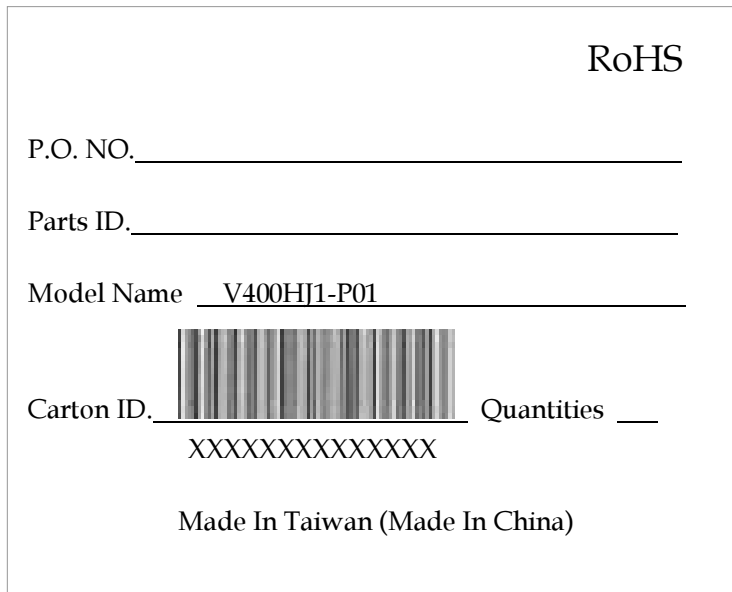 RoHS
P.O. NO.
Parts ID.
Model Name V400HJ1-P01
Carton ID. Quantities
XXXXXXXXXXXXXX
Made In Taiwan (Made In China)